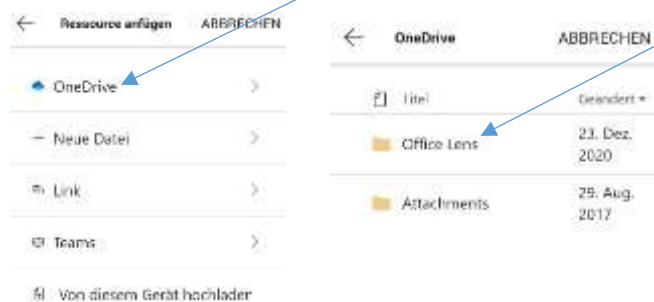 Ressource anfügen ABBRECHEN
OneDrive
Neue Datei
Link
Teams
Von diesem Gerät hochladen
OneDrive ABBRECHEN
Titel Geändert
Office Lens 23. Dez. 2020
Attachments 29. Aug. 2017